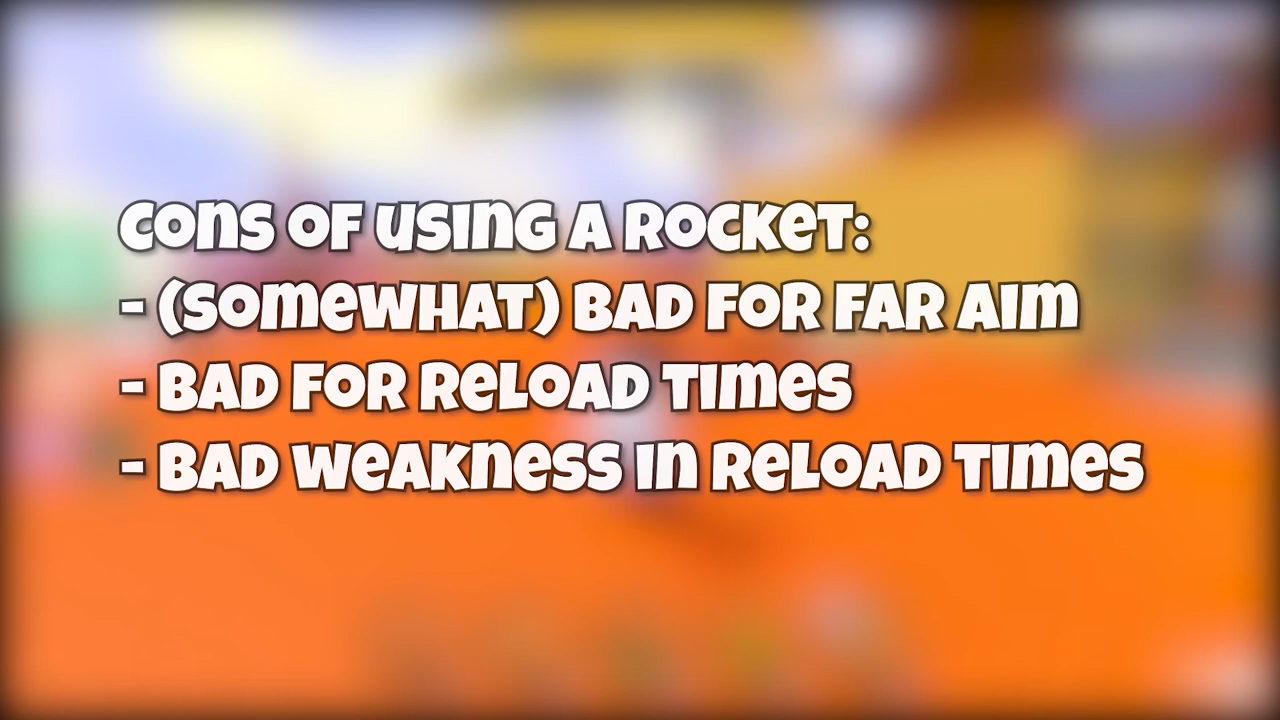 Cons of using a rocket:
- (somewhat) bad for far aim
- bad for reload times
- bad weakness in reload times